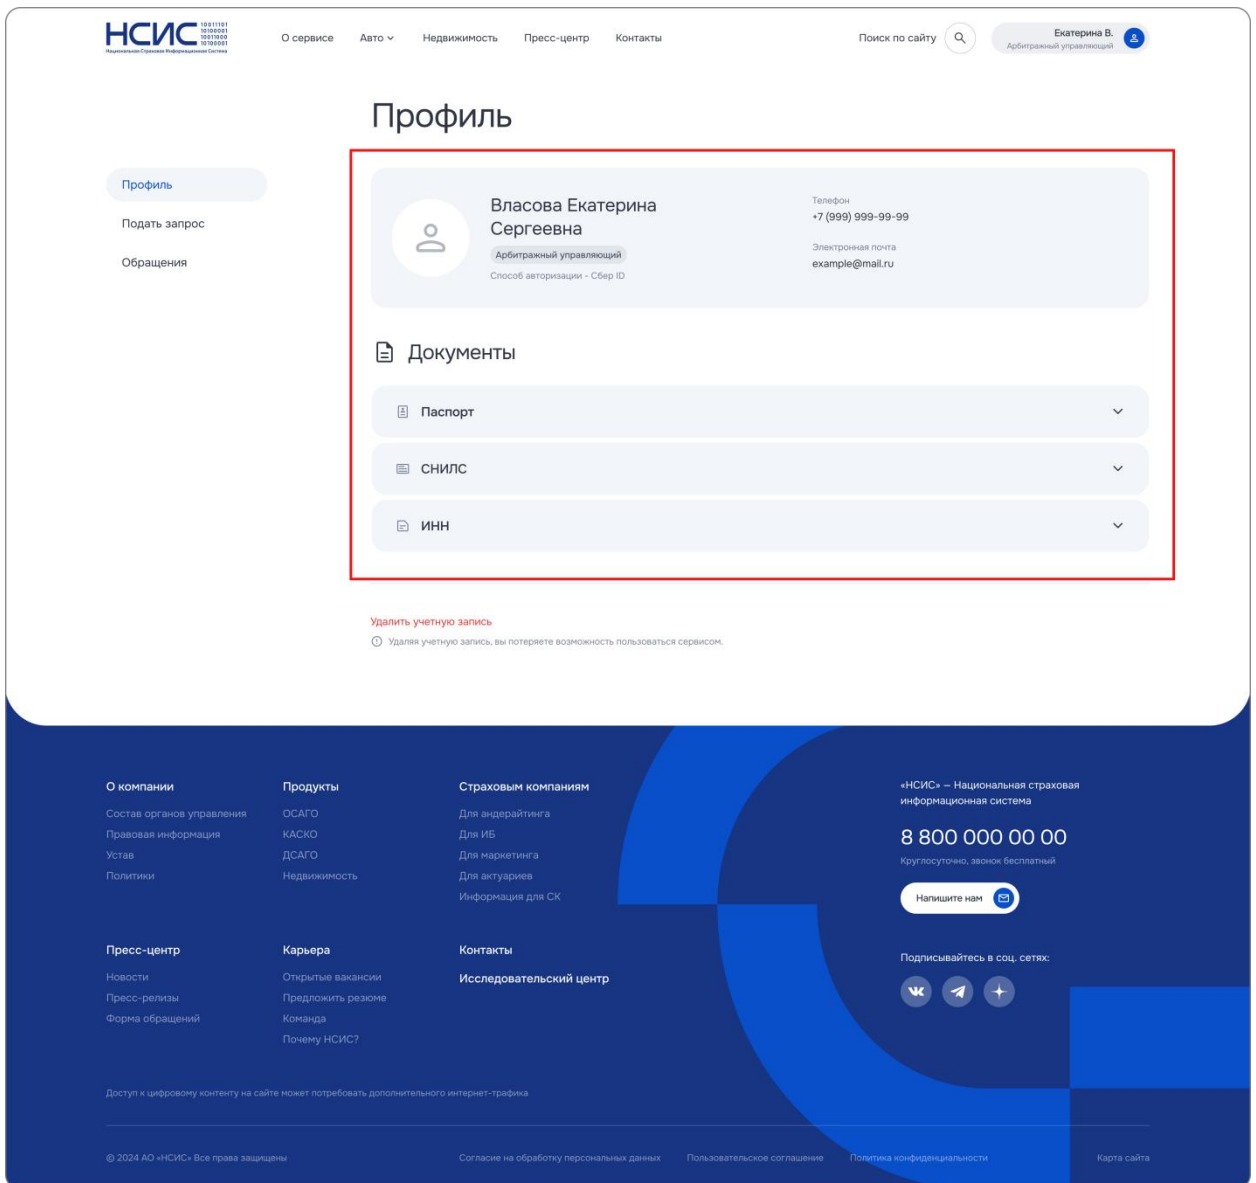 НСИС
10011101
10100001
10011000
10100001
Национальная Страховая Информационная Система
О сервисе
Авто
Недвижимость
Пресс-центр
Контакты
Поиск по сайту
Екатерина В.
Арбитражный управляющий
Профиль
Профиль
Подать запрос
Обращения
Власова Екатерина
Сергеевна
Арбитражный управляющий
Способ авторизации - Сбер ID
Телефон
+7 (999) 999-99-99
Электронная почта
example@mail.ru
Документы
Паспорт
СНИЛС
ИНН
Удалить учетную запись
Удаляя учетную запись, вы потеряете возможность пользоваться сервисом.
О компании
Состав органов управления
Правовая информация
Устав
Политики
Продукты
ОСАГО
КАСКО
ДСАГО
Недвижимость
Страховым компаниям
Для андерайтинга
Для ИБ
Для маркетинга
Для актуариев
Информация для СК
«НСИС» — Национальная страховая
информационная система
8 800 000 00 00
Круглосуточно, звонок бесплатный
Напишите нам
Пресс-центр
Новости
Пресс-релизы
Форма обращений
Карьера
Открытые вакансии
Предложить резюме
Команда
Почему НСИС?
Контакты
Исследовательский центр
Подписывайтесь в соц. сетях:
Доступ к цифровому контенту на сайте может потребовать дополнительного интернет-трафика
© 2024 АО «НСИС» Все права защищены
Согласие на обработку персональных данных
Пользовательское соглашение
Политика конфиденциальности
Карта сайта